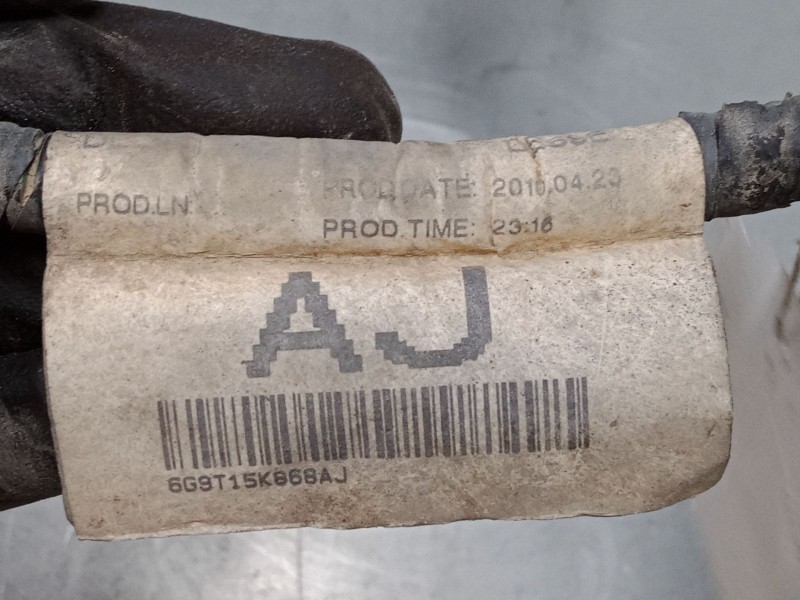 PROD.LN PROD.DATE: 2010.04.23
PROD.TIME: 23:16
AJ
6G9T15K868AJ